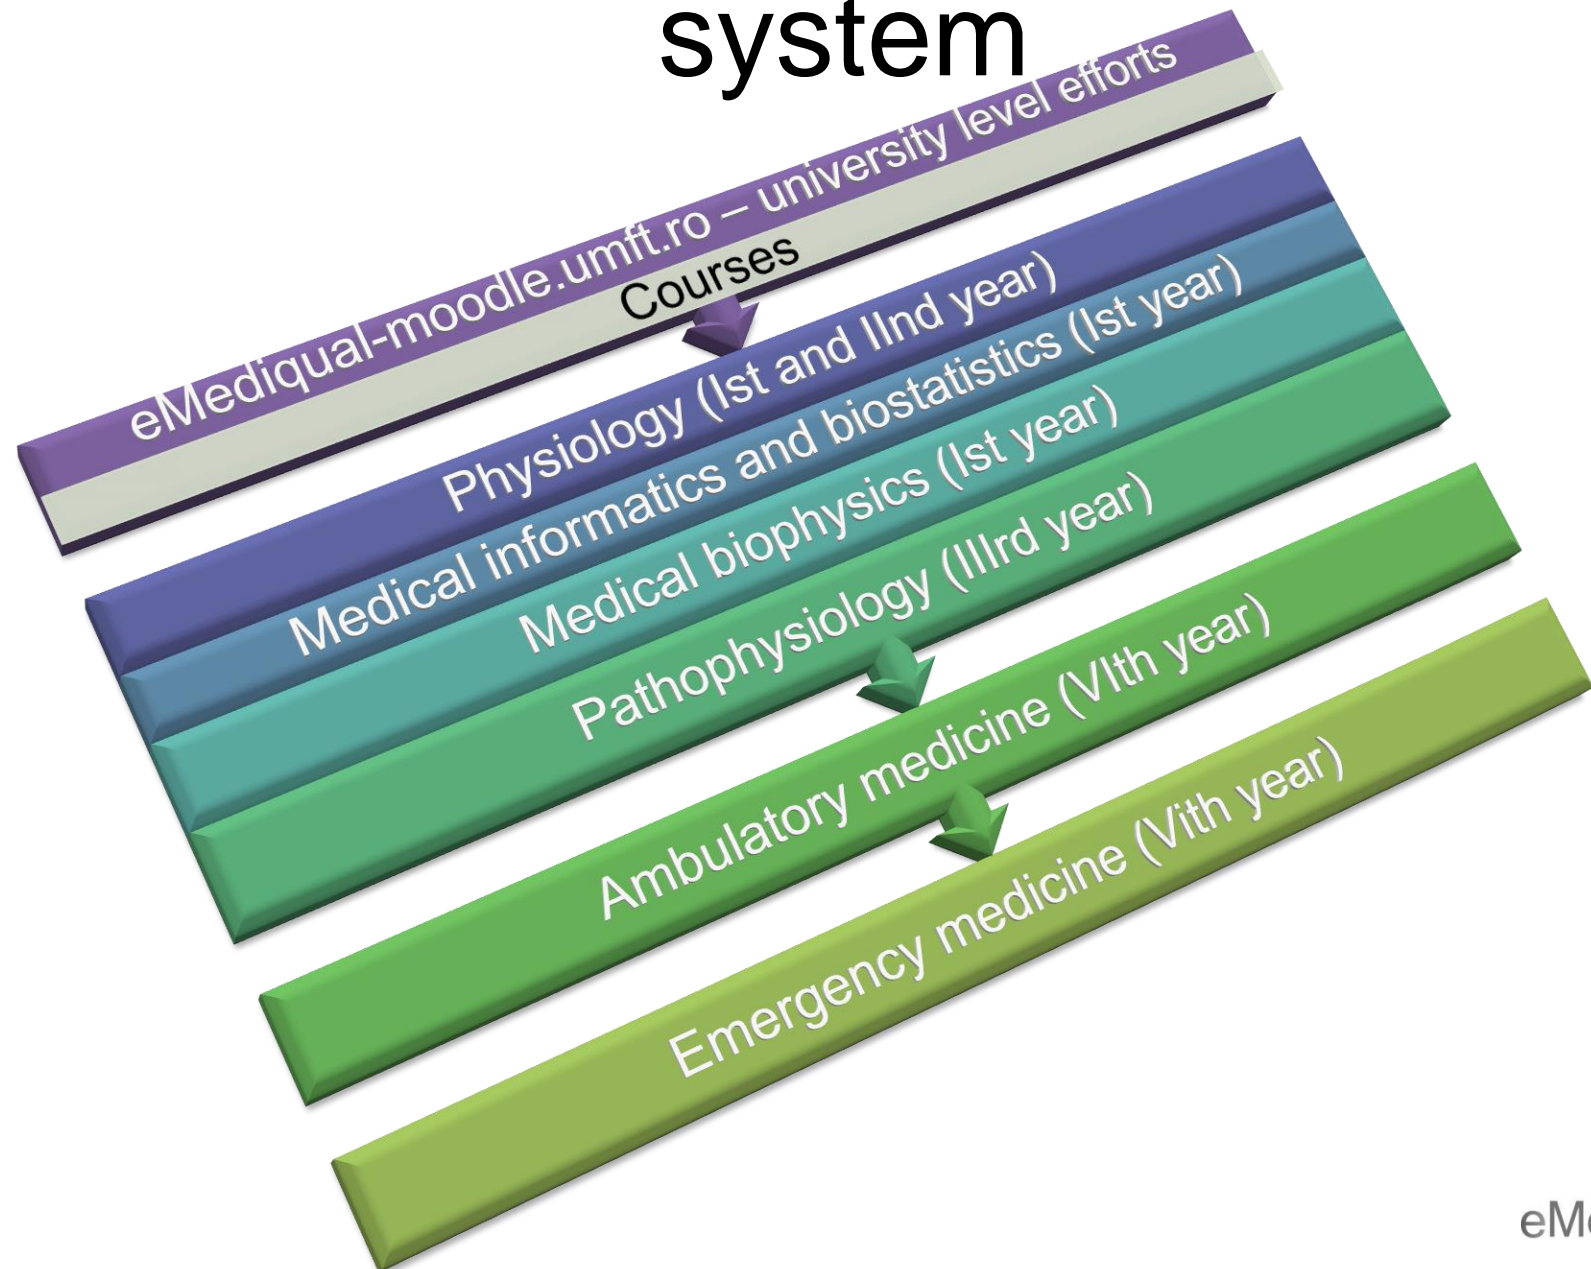 system
eMediqual-moodle.umft.ro – university level efforts
Courses
Physiology (Ist and IInd year)
Medical informatics and biostatistics (Ist year)
Medical biophysics (Ist year)
Pathophysiology (IIIrd year)
Ambulatory medicine (VIth year)
Emergency medicine (Vith year)